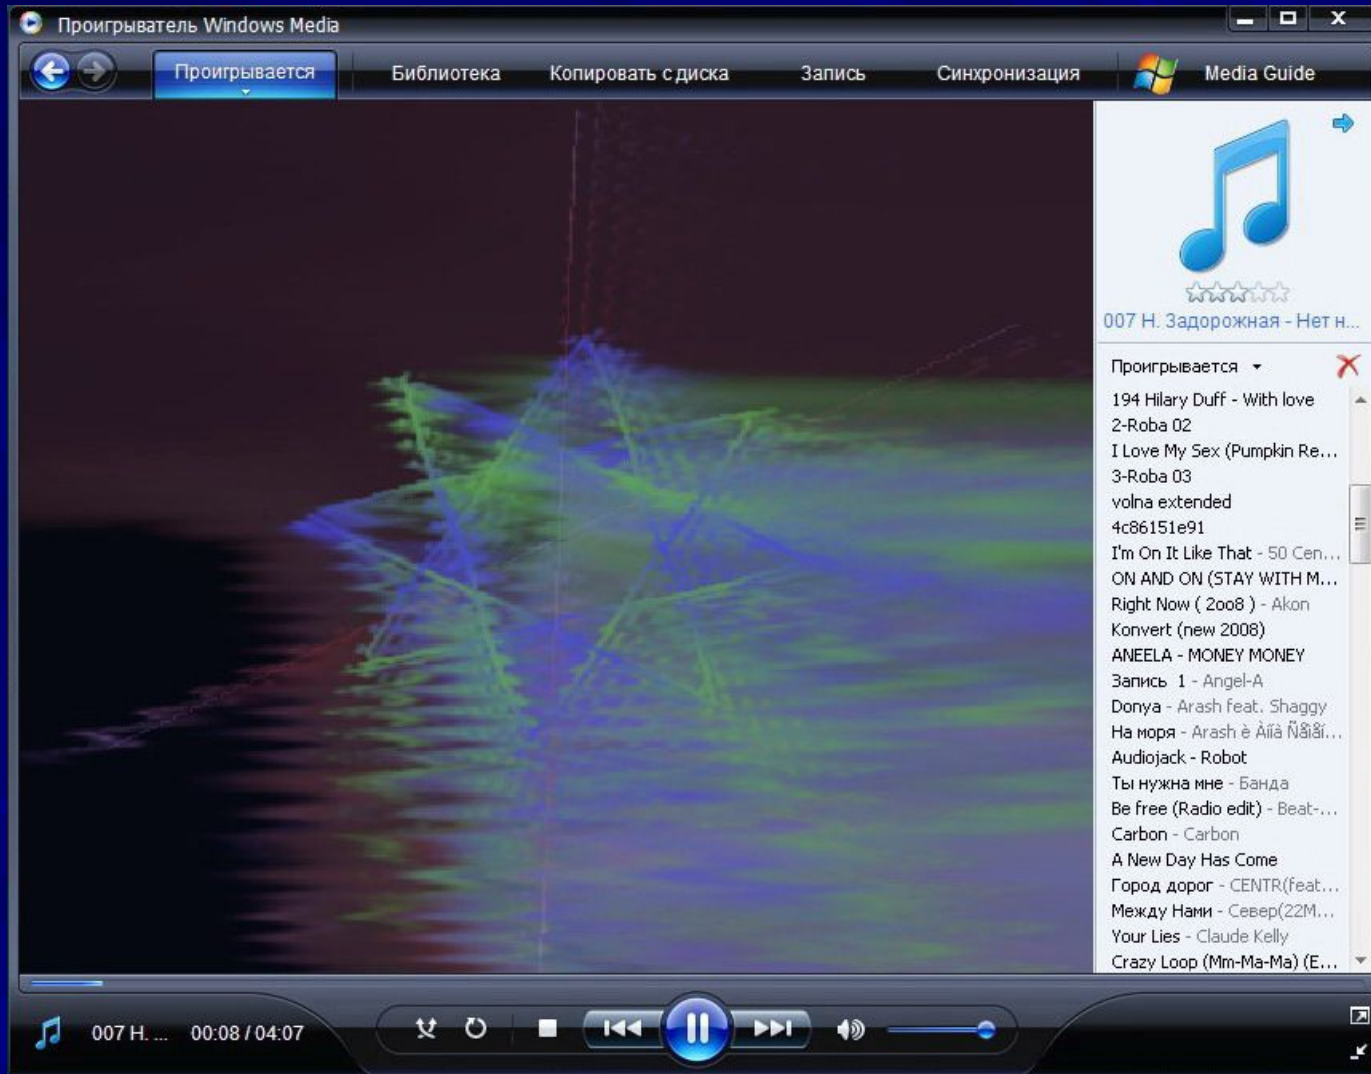 Проигрыватель Windows Media
Проигрывается Библиотека Копировать с диска Запись Синхронизация Media Guide
007 Н. Задорожная - Нет н...
Проигрывается
194 Hilary Duff - With love
2-Roba 02
I Love My Sex (Pumpkin Re...
3-Roba 03
volna extended
4c86151e91
I'm On It Like That - 50 Cen...
ON AND ON (STAY WITH M...
Right Now ( 2oo8 ) - Akon
Konvert (new 2008)
ANEELA - MONEY MONEY
Запись 1 - Angel-A
Donya - Arash feat. Shaggy
На моря - Arash è Àííà Ñåìåí...
Audiojack - Robot
Ты нужна мне - Банда
Be free (Radio edit) - Beat-...
Carbon - Carbon
A New Day Has Come
Город дорог - CENTR(feat...
Между Нами - Север(22М...
Your Lies - Claude Kelly
Crazy Loop (Mm-Ma-Ma) (E...
007 Н. ... 00:08 / 04:07